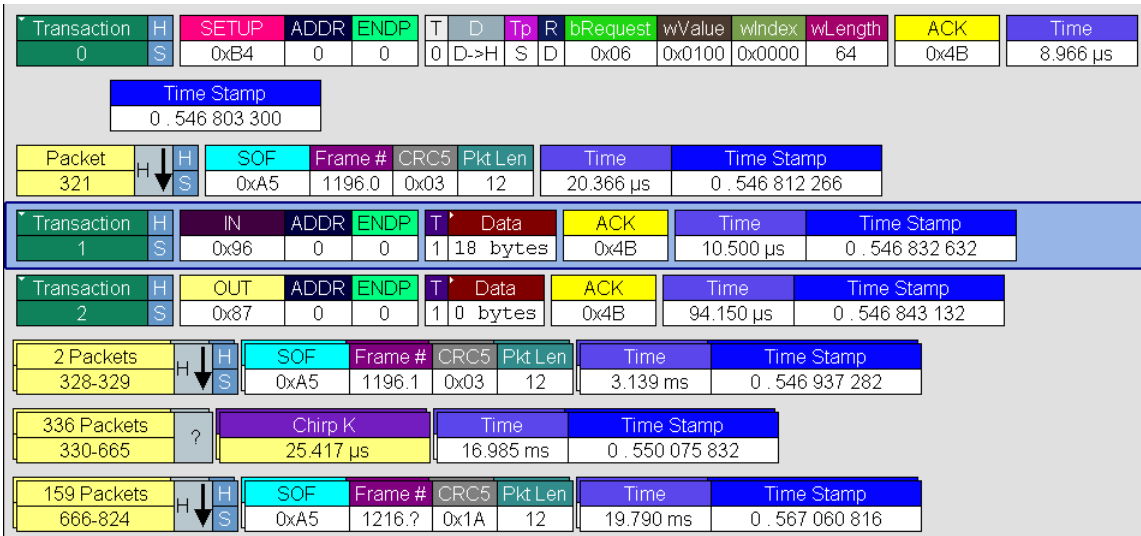 Transaction H SETUP ADDR ENDP T D Tp R bRequest wValue wIndex wLength ACK Time
0 S 0xB4 0 0 0 D->H S D 0x06 0x0100 0x0000 64 0x4B 8.966 µs
Time Stamp
0 . 546 803 300
Packet H H SOF Frame # CRC5 Pkt Len Time Time Stamp
321 S 0xA5 1196.0 0x03 12 20.366 µs 0 . 546 812 266
Transaction H IN ADDR ENDP T Data ACK Time Time Stamp
1 S 0x96 0 0 1 18 bytes 0x4B 10.500 µs 0 . 546 832 632
Transaction H OUT ADDR ENDP T Data ACK Time Time Stamp
2 S 0x87 0 0 1 0 bytes 0x4B 94.150 µs 0 . 546 843 132
2 Packets H H SOF Frame # CRC5 Pkt Len Time Time Stamp
328-329 S 0xA5 1196.1 0x03 12 3.139 ms 0 . 546 937 282
336 Packets ? Chirp K Time Time Stamp
330-665 25.417 µs 16.985 ms 0 . 550 075 832
159 Packets H H SOF Frame # CRC5 Pkt Len Time Time Stamp
666-824 S 0xA5 1216.? 0x1A 12 19.790 ms 0 . 567 060 816